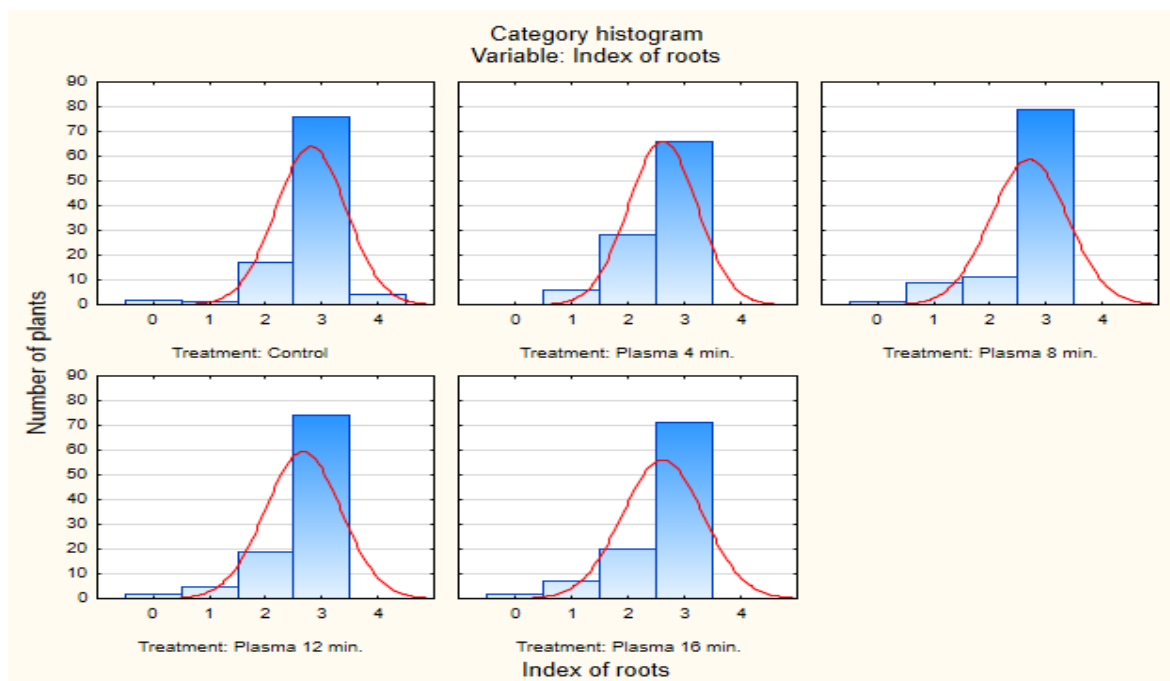 Category histogram
Variable: Index of roots
Number of plants
90
80
70
60
50
40
30
20
10
0
0 1 2 3 4
Treatment: Control
0 1 2 3 4
Treatment: Plasma 4 min.
0 1 2 3 4
Treatment: Plasma 8 min.
90
80
70
60
50
40
30
20
10
0
0 1 2 3 4
Treatment: Plasma 12 min.
0 1 2 3 4
Treatment: Plasma 16 min.
Index of roots